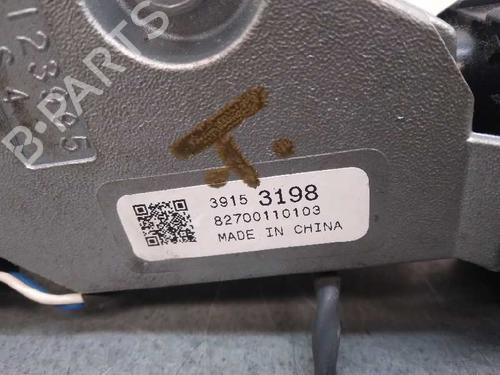 B-PARTS
3915 3198
82700110103
MADE IN CHINA
T.